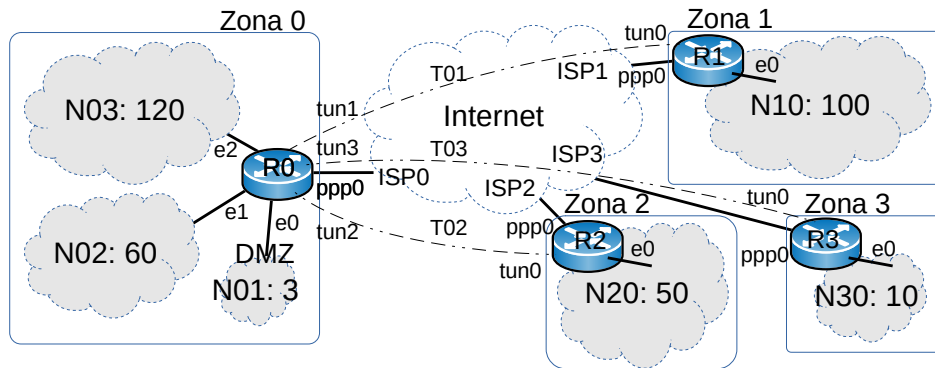 Zona 0
Zona 1
tun0
R1
ISP1
ppp0
e0
T01
N03: 120
tun1
Internet
N10: 100
e2
R0
tun3
T03
ISP3
ppp0
ISP0
ISP2
e1
e0
tun2
T02
Zona 2
tun0
Zona 3
ppp0
R2
e0
R3
e0
N02: 60
DMZ
tun0
ppp0
N01: 3
N20: 50
N30: 10